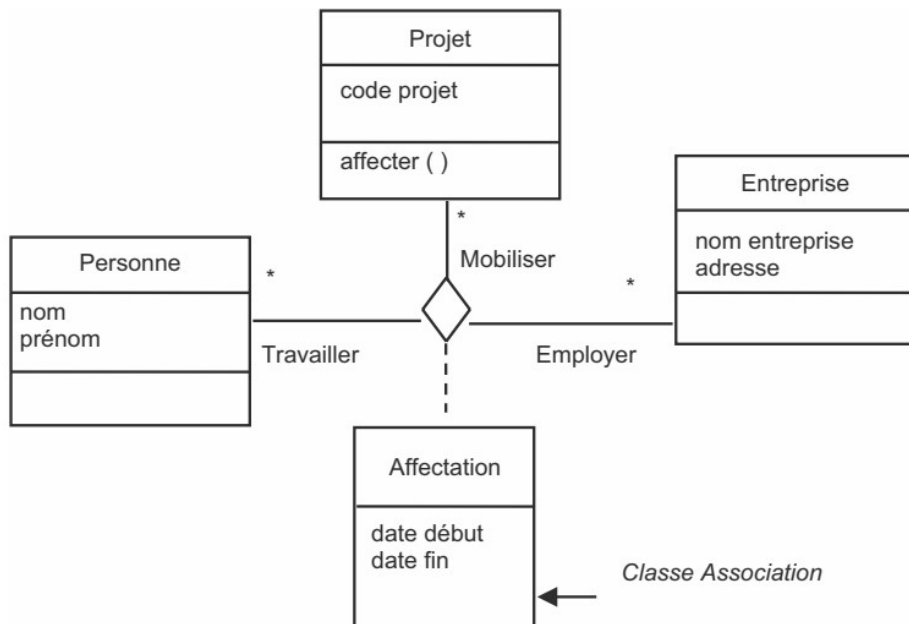 Projet
code projet
affecter ( )
Entreprise
nom entreprise
adresse
*
Mobiliser
Personne
nom
prénom
*
*
Travailler
Employer
Affectation
date début
date fin
Classe Association